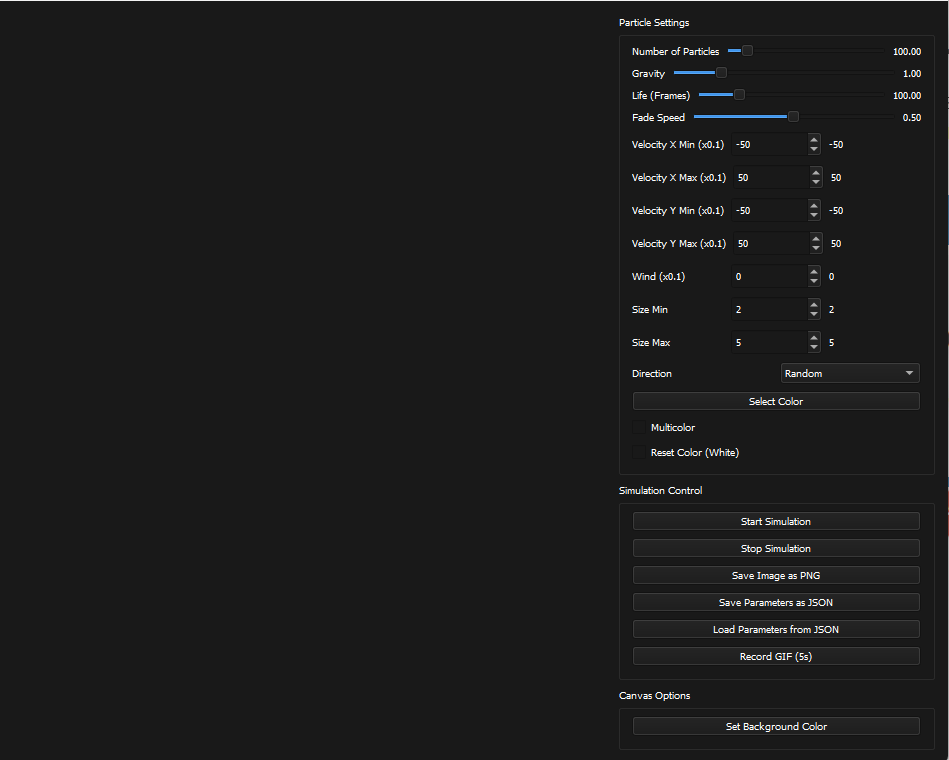 Particle Settings
Number of Particles 100.00
Gravity 1.00
Life (Frames) 100.00
Fade Speed 0.50
Velocity X Min (x0.1) -50 -50
Velocity X Max (x0.1) 50 50
Velocity Y Min (x0.1) -50 -50
Velocity Y Max (x0.1) 50 50
Wind (x0.1) 0 0
Size Min 2 2
Size Max 5 5
Direction Random
Select Color
Multicolor
Reset Color (White)
Simulation Control
Start Simulation
Stop Simulation
Save Image as PNG
Save Parameters as JSON
Load Parameters from JSON
Record GIF (5s)
Canvas Options
Set Background Color